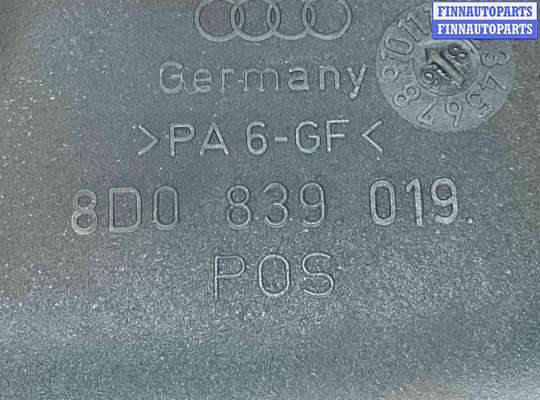 FINNAUTOPARTS
FINNAUTOPARTS
Germany
>PA 6-GF<
8D0 839 019.
POS